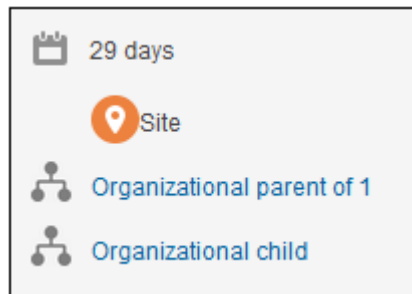 29 days
Site
Organizational parent of 1
Organizational child